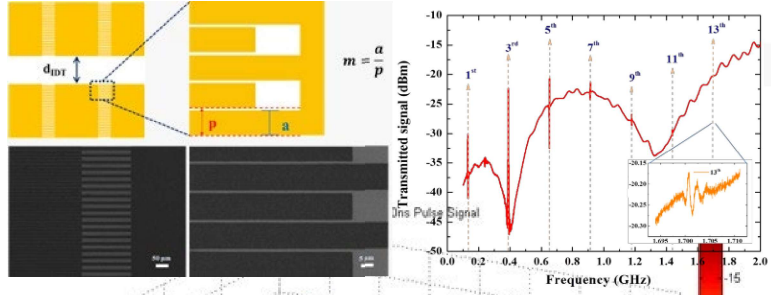 d_IDT
m = a/p
p
a
50 μm
5 μm
Transmitted signal (dBm)
-10
-15
-20
-25
-30
-35
-40
-45
-50
1st
3rd
5th
7th
9th
11th
13th
13th
-20.15
-20.20
-20.25
-20.30
1.695 1.700 1.705 1.710
0.0 0.2 0.4 0.6 0.8 1.0 1.2 1.4 1.6 1.8 2.0
Frequency (GHz)
Ons Pulse Signal
-15